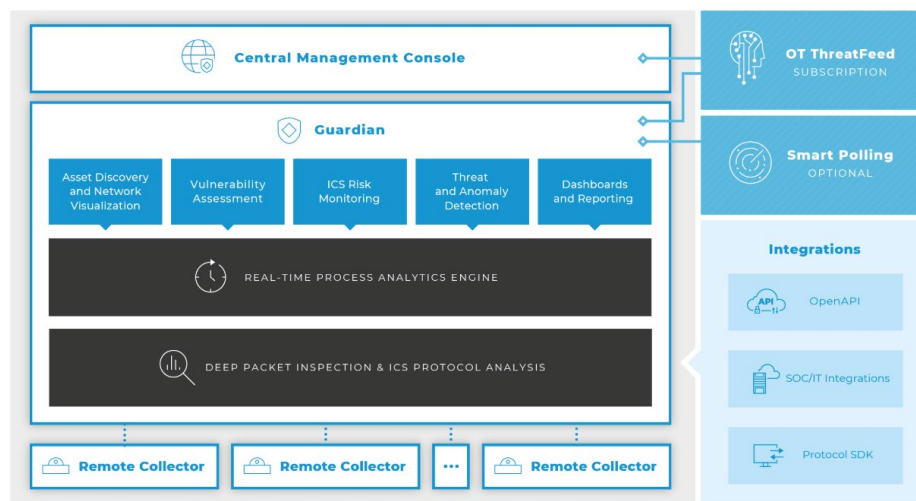 Central Management Console
Guardian
Asset Discovery
and Network
Visualization
Vulnerability
Assessment
ICS Risk
Monitoring
Threat
and Anomaly
Detection
Dashboards
and Reporting
REAL-TIME PROCESS ANALYTICS ENGINE
DEEP PACKET INSPECTION & ICS PROTOCOL ANALYSIS
Remote Collector
Remote Collector
...
Remote Collector
OT ThreatFeed
SUBSCRIPTION
Smart Polling
OPTIONAL
Integrations
API
OpenAPI
SOC/IT Integrations
Protocol SDK